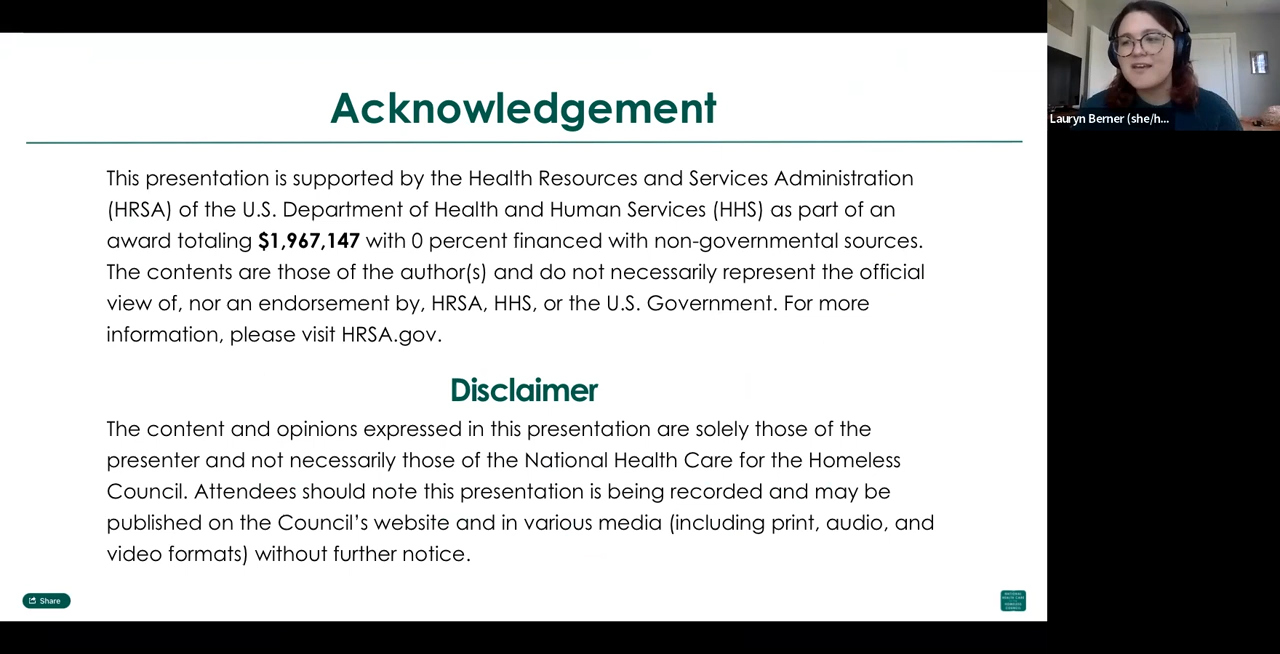 Acknowledgement
This presentation is supported by the Health Resources and Services Administration
(HRSA) of the U.S. Department of Health and Human Services (HHS) as part of an
award totaling $1,967,147 with 0 percent financed with non-governmental sources.
The contents are those of the author(s) and do not necessarily represent the official
view of, nor an endorsement by, HRSA, HHS, or the U.S. Government. For more
information, please visit HRSA.gov.
Disclaimer
The content and opinions expressed in this presentation are solely those of the
presenter and not necessarily those of the National Health Care for the Homeless
Council. Attendees should note this presentation is being recorded and may be
published on the Council’s website and in various media (including print, audio, and
video formats) without further notice.
Share
NATIONAL
HEALTH CARE
HOMELESS
COUNCIL
Lauryn Berner (she/h...